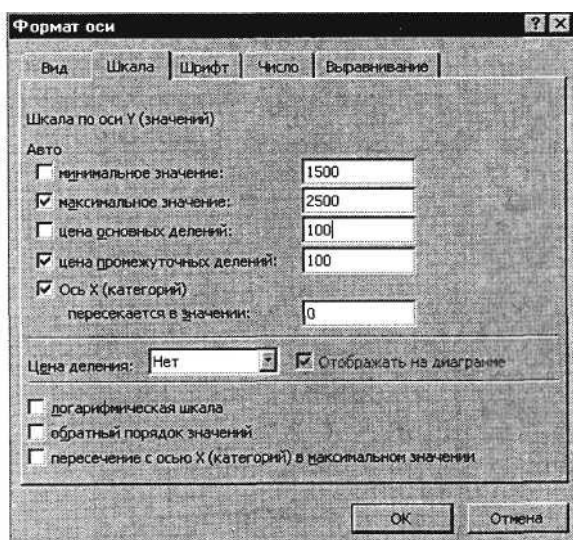 Формат оси
Вид Шкала Шрифт Число Выравнивание
Шкала по оси Y (значений)
Авто
минимальное значение: 1500
максимальное значение: 2500
цена основных делений: 100
цена промежуточных делений: 100
Ось X (категорий)
пересекается в значении: 0
Цена деления: Нет Отображать на диаграмме
логарифмическая шкала
обратный порядок значений
пересечение с осью X (категорий) в максимальном значении
OK Отмена